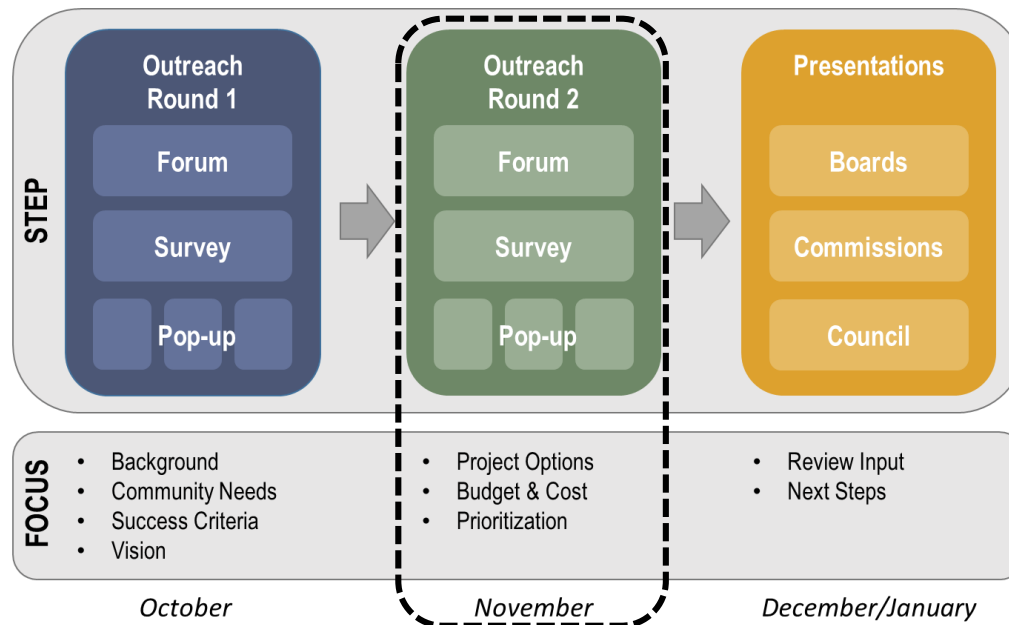 STEP
Outreach
Round 1
Forum
Survey
Pop-up
Outreach
Round 2
Forum
Survey
Pop-up
Presentations
Boards
Commissions
Council
FOCUS
• Background
• Community Needs
• Success Criteria
• Vision
• Project Options
• Budget & Cost
• Prioritization
• Review Input
• Next Steps
October
November
December/January